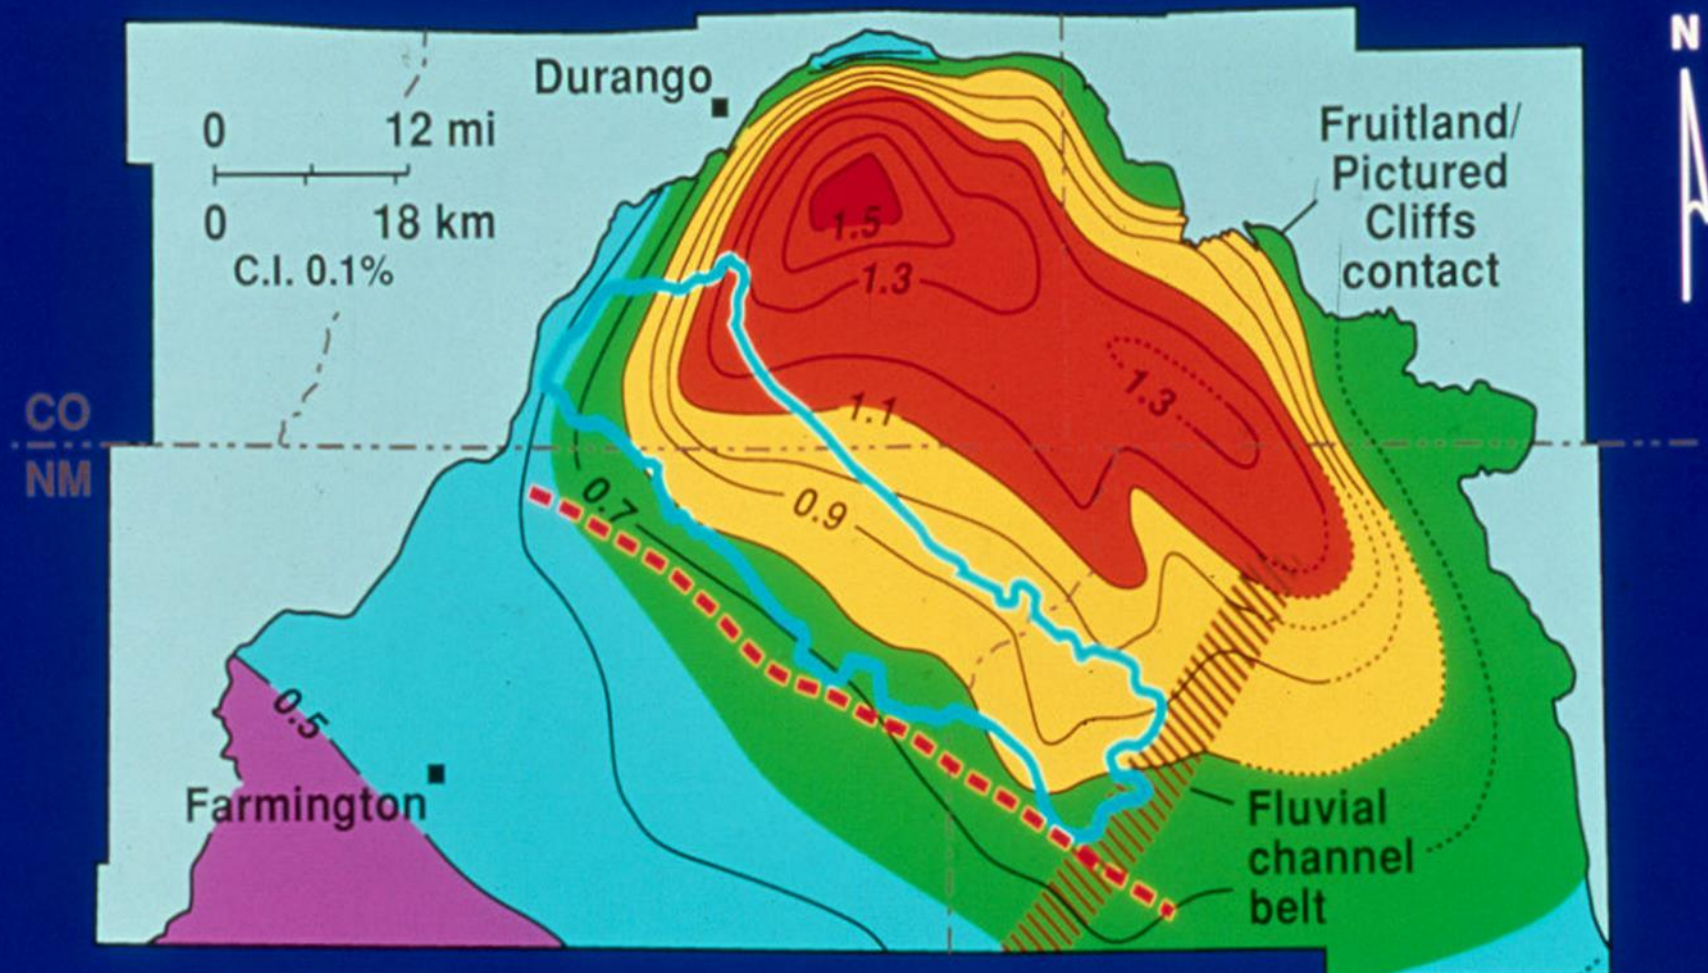 N
Durango
0 12 mi
0 18 km
C.I. 0.1%
Fruitland/
Pictured
Cliffs
contact
1.5
1.3
1.3
1.1
CO
NM
0.7
0.9
0.5
Farmington
Fluvial
channel
belt